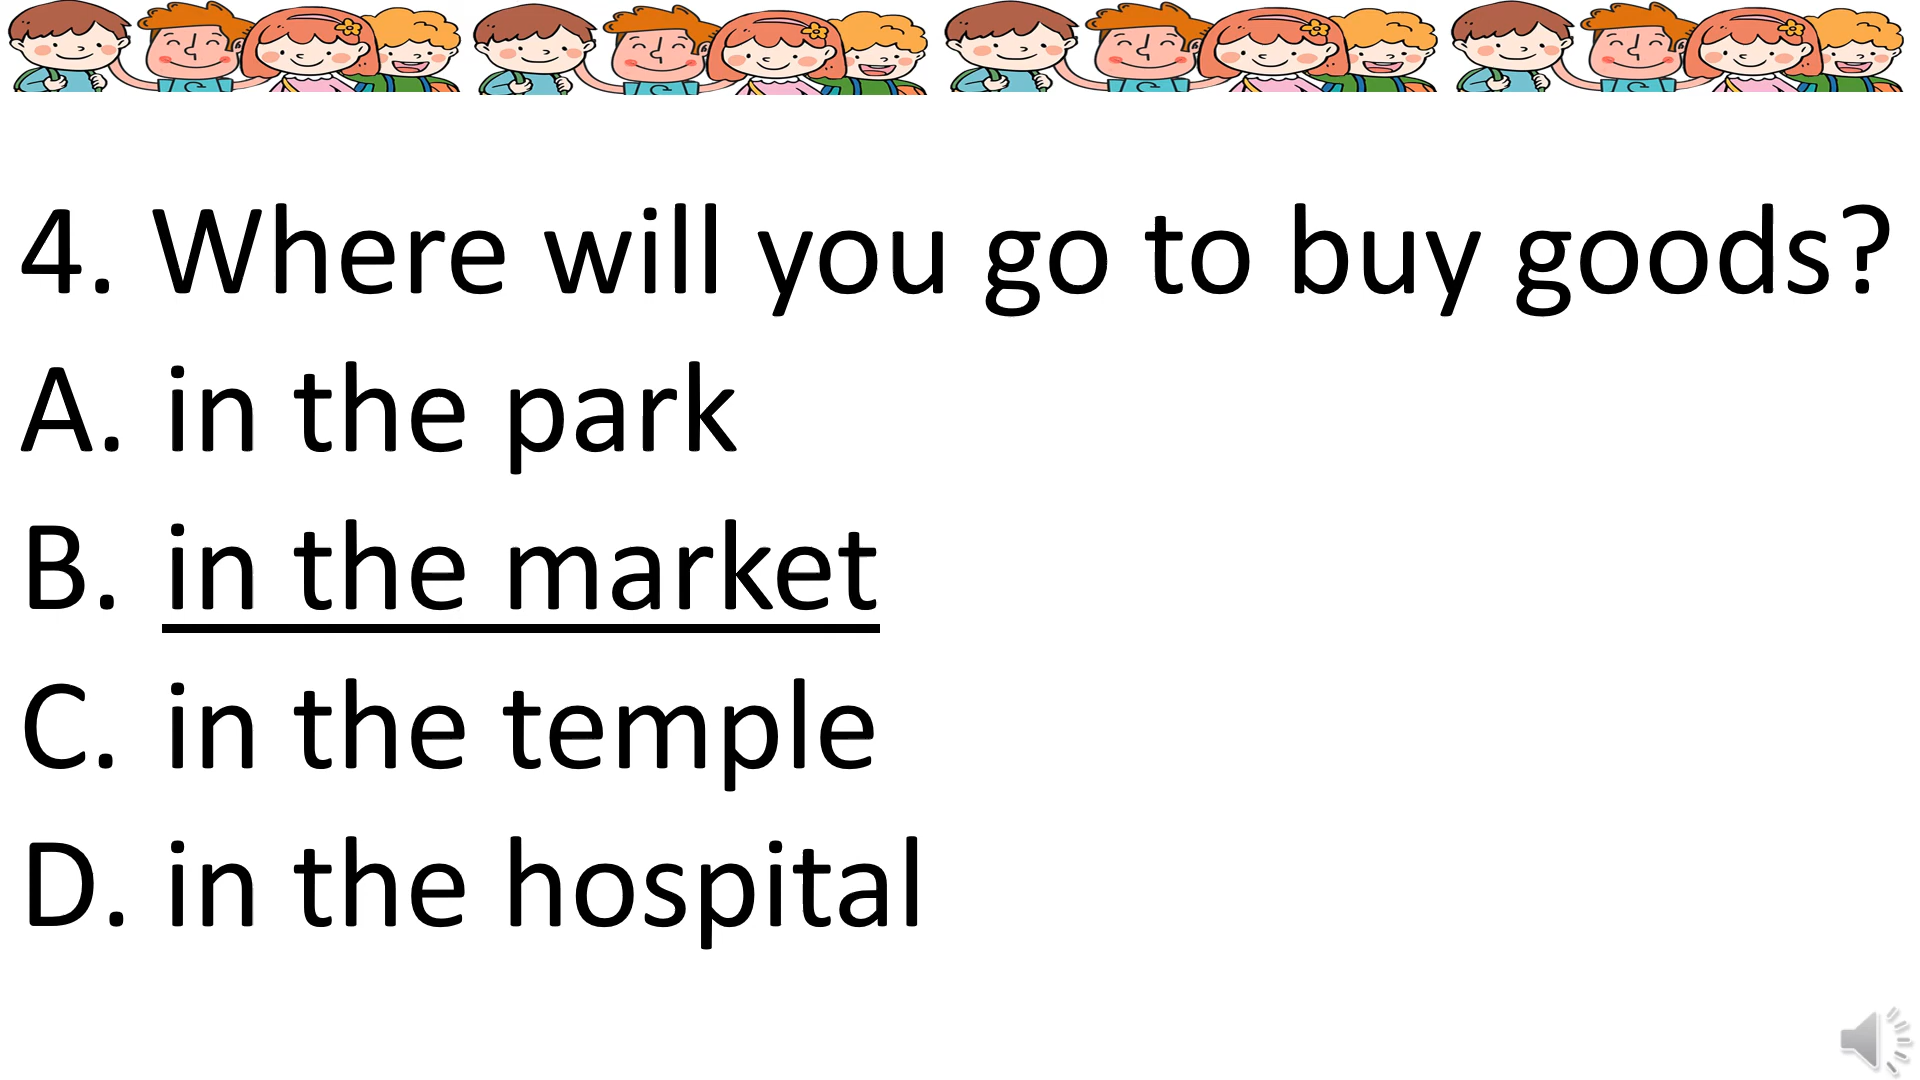 4. Where will you go to buy goods?
A. in the park
B. in the market
C. in the temple
D. in the hospital